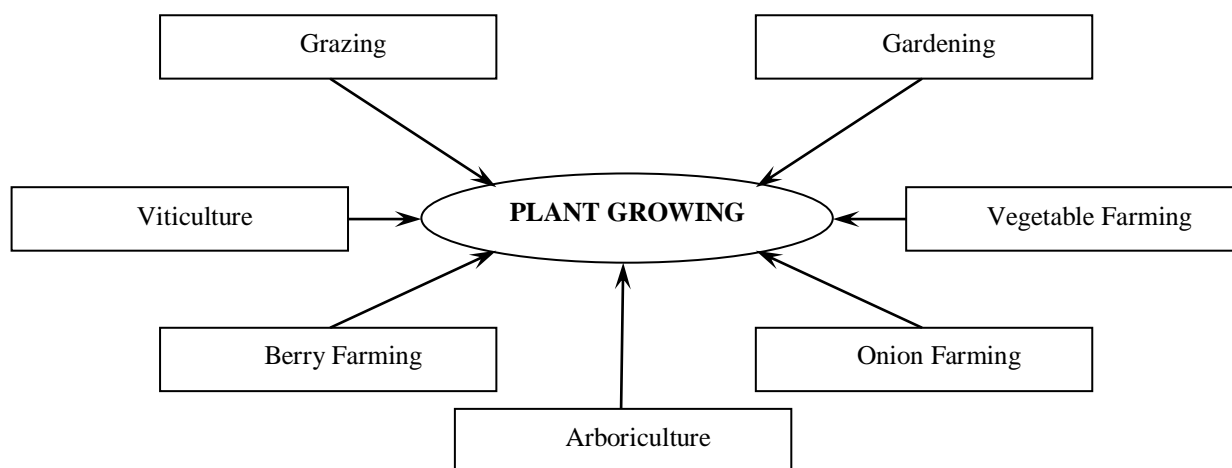 Grazing
Gardening
Viticulture
PLANT GROWING
Vegetable Farming
Berry Farming
Onion Farming
Arboriculture